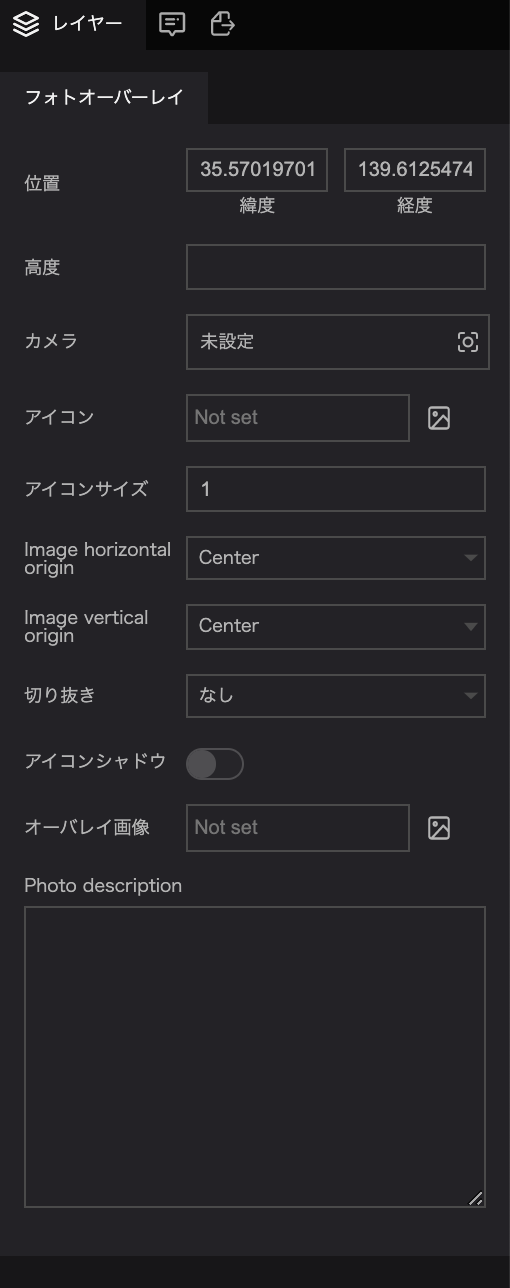 レイヤー
フォトオーバーレイ
位置
35.57019701
139.6125474
緯度
経度
高度
カメラ
未設定
アイコン
Not set
アイコンサイズ
1
Image horizontal
origin
Center
Image vertical
origin
Center
切り抜き
なし
アイコンシャドウ
オーバレイ画像
Not set
Photo description